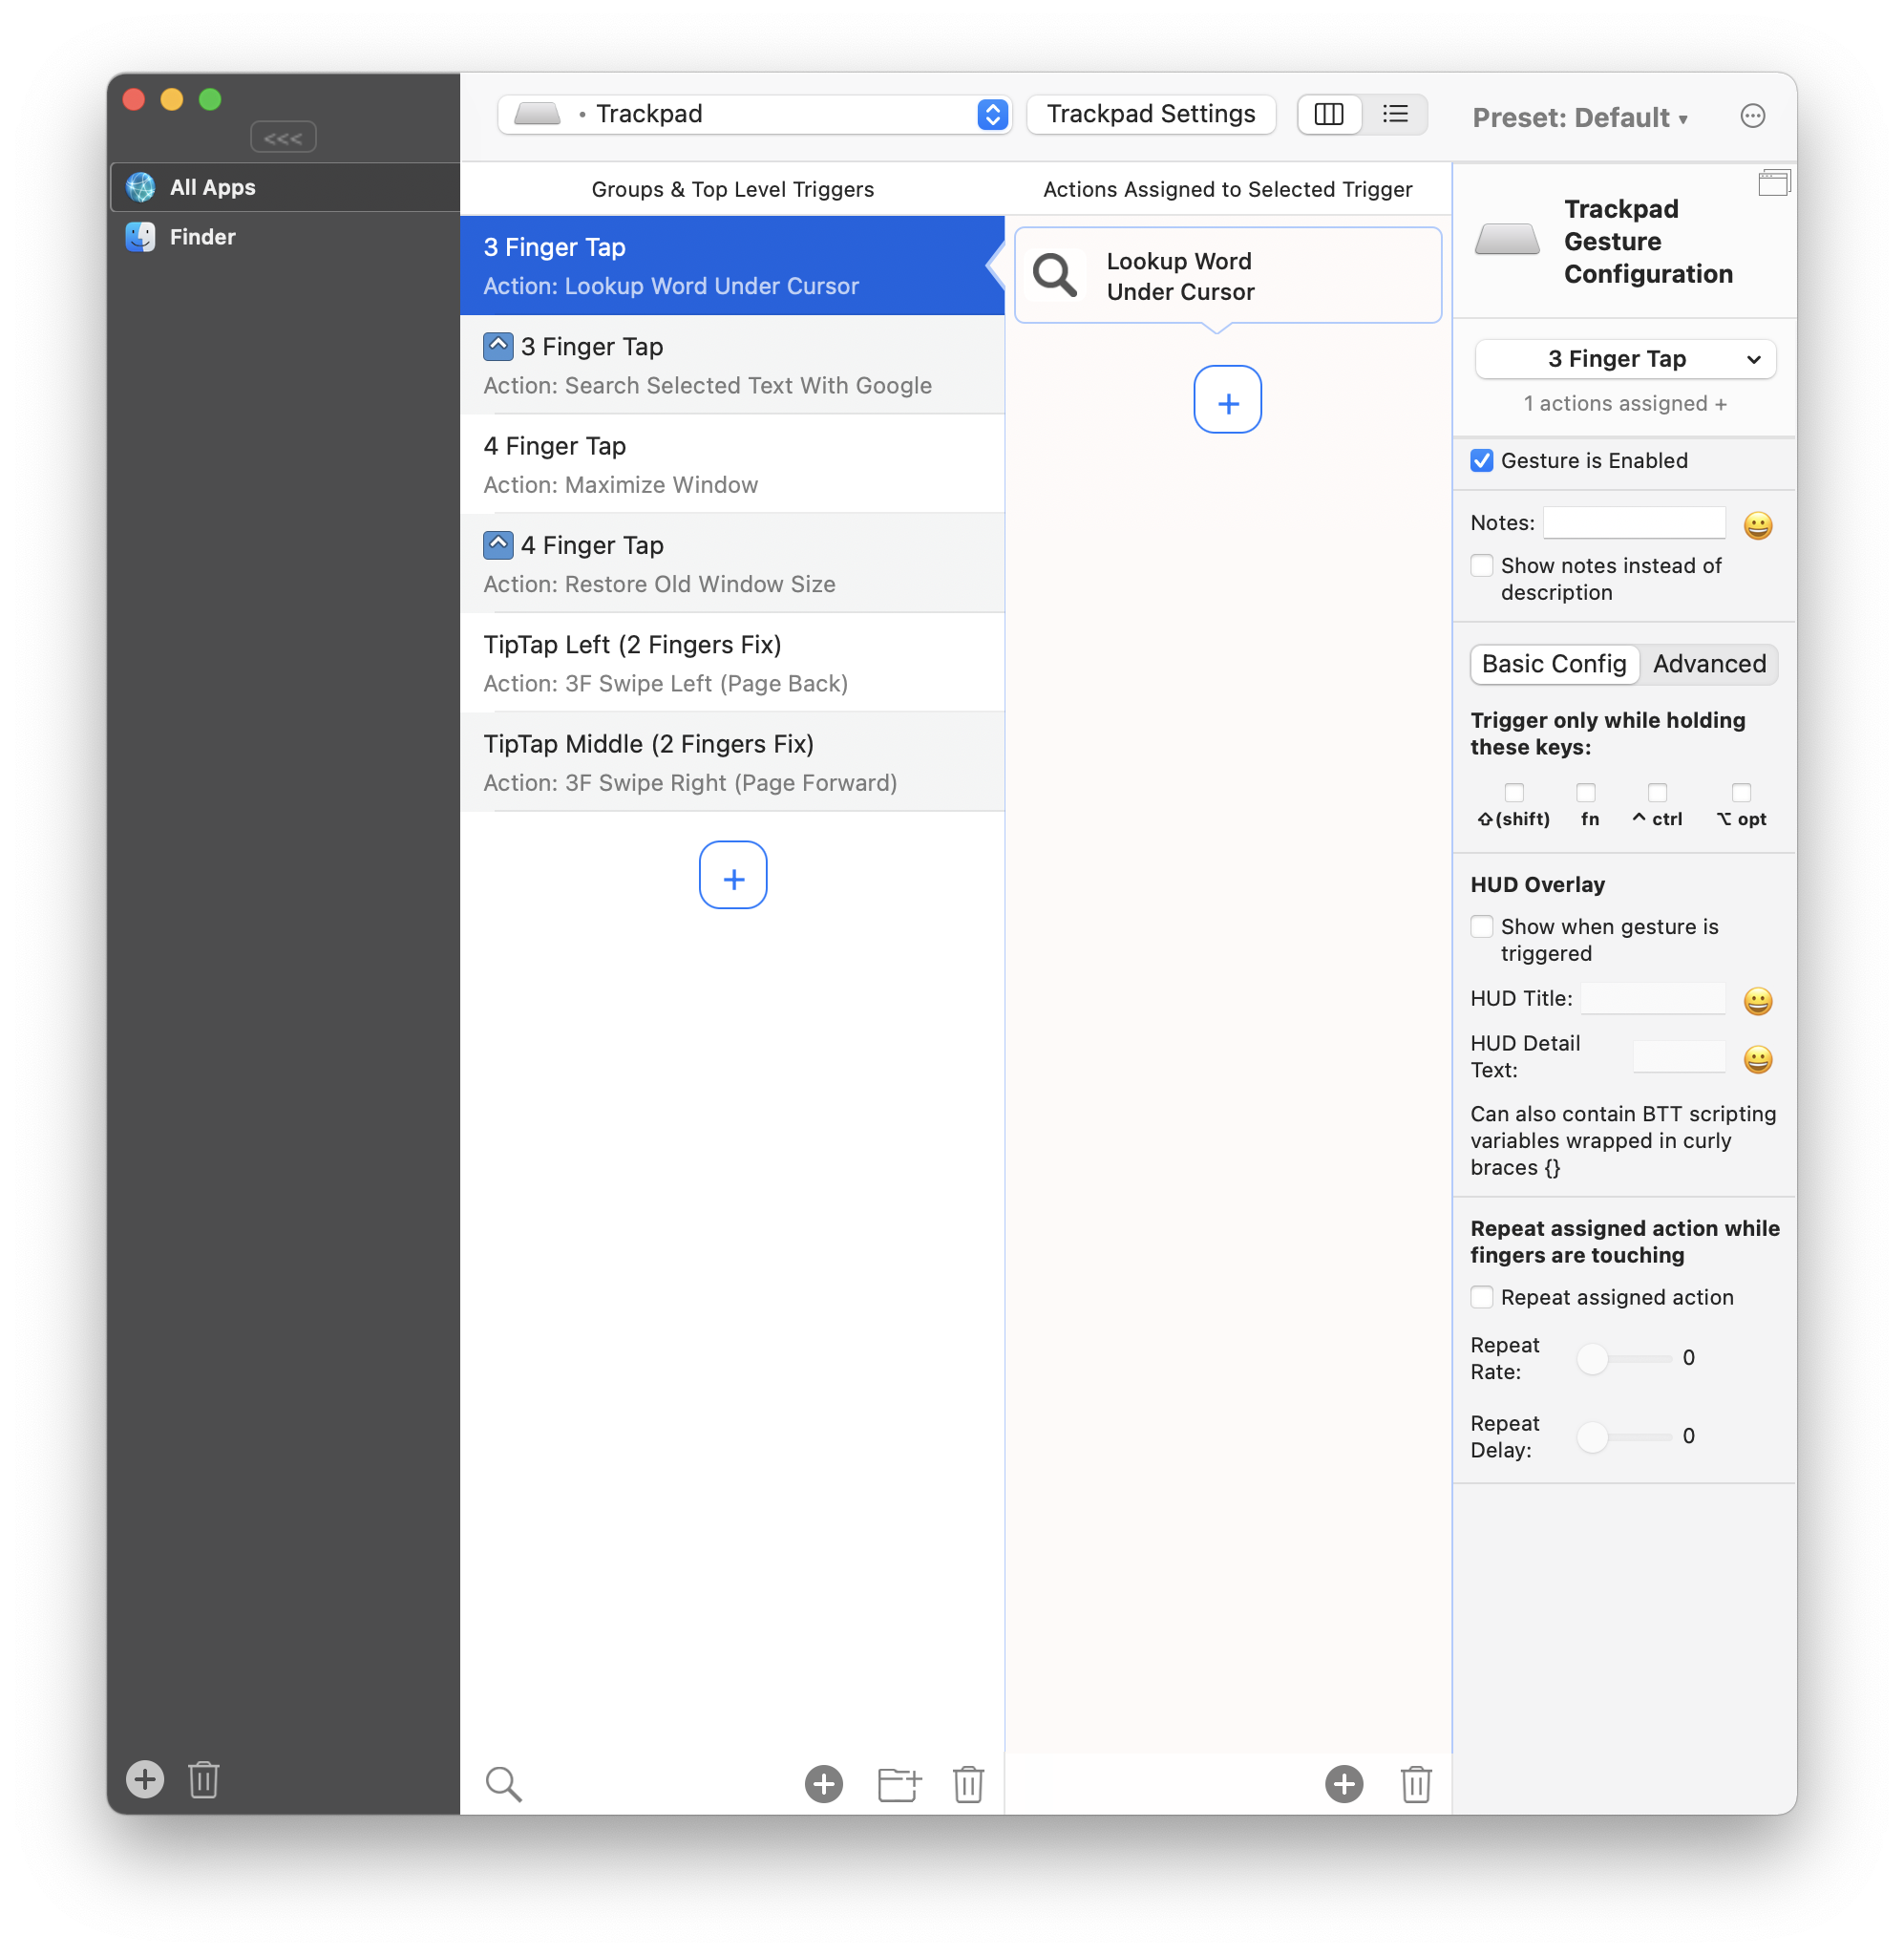 <<<
All Apps
Finder
• Trackpad
Trackpad Settings
Preset: Default ▾
Groups & Top Level Triggers
3 Finger Tap
Action: Lookup Word Under Cursor
^ 3 Finger Tap
Action: Search Selected Text With Google
4 Finger Tap
Action: Maximize Window
^ 4 Finger Tap
Action: Restore Old Window Size
TipTap Left (2 Fingers Fix)
Action: 3F Swipe Left (Page Back)
TipTap Middle (2 Fingers Fix)
Action: 3F Swipe Right (Page Forward)
+
Actions Assigned to Selected Trigger
Lookup Word
Under Cursor
+
Trackpad
Gesture
Configuration
3 Finger Tap
1 actions assigned +
Gesture is Enabled
Notes:
Show notes instead of
description
Basic Config
Advanced
Trigger only while holding
these keys:
⇧(shift) fn ^ ctrl ⌥ opt
HUD Overlay
Show when gesture is
triggered
HUD Title:
HUD Detail
Text:
Can also contain BTT scripting
variables wrapped in curly
braces {}
Repeat assigned action while
fingers are touching
Repeat assigned action
Repeat
Rate:
0
Repeat
Delay:
0